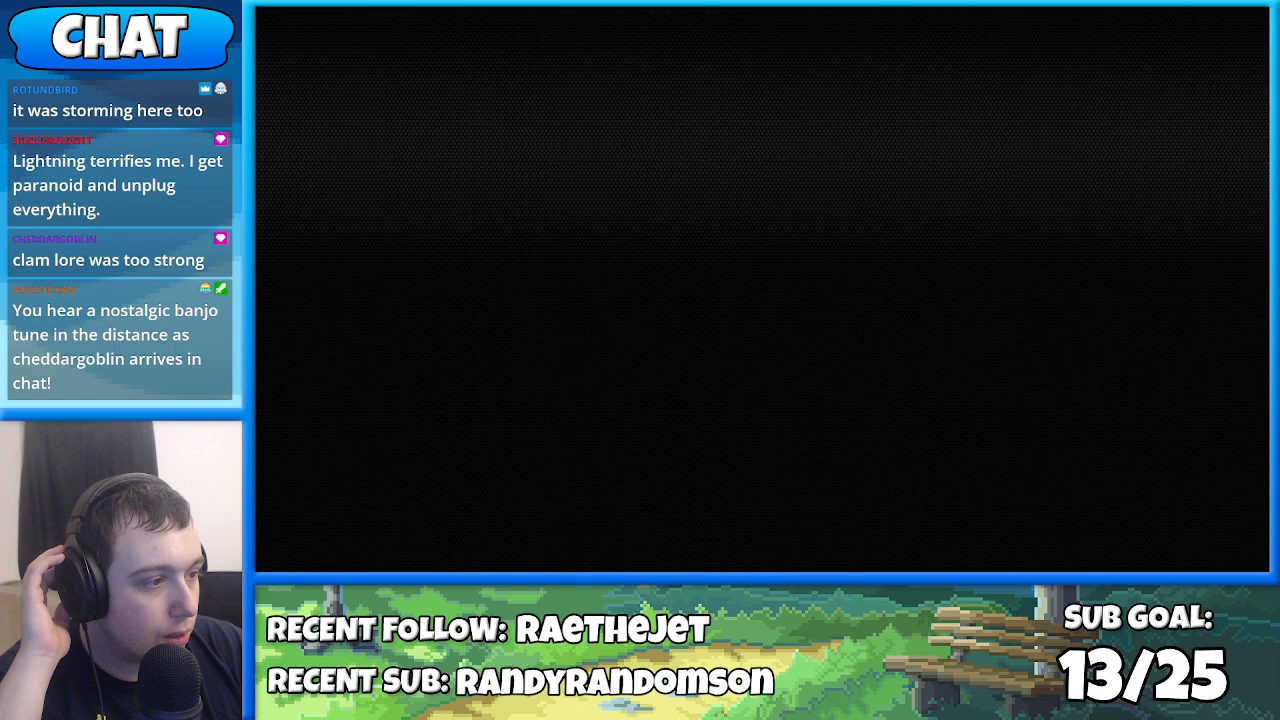 CHAT
ROTUNDBIRD
it was storming here too
Lightning terrifies me. I get
paranoid and unplug
everything.
CHEDDARGOBLIN
clam lore was too strong
You hear a nostalgic banjo
tune in the distance as
cheddargoblin arrives in
chat!
RECENT FOLLOW: RAETHEJET
RECENT SUB: RANDYRANDOMSON
SUB GOAL:
13/25